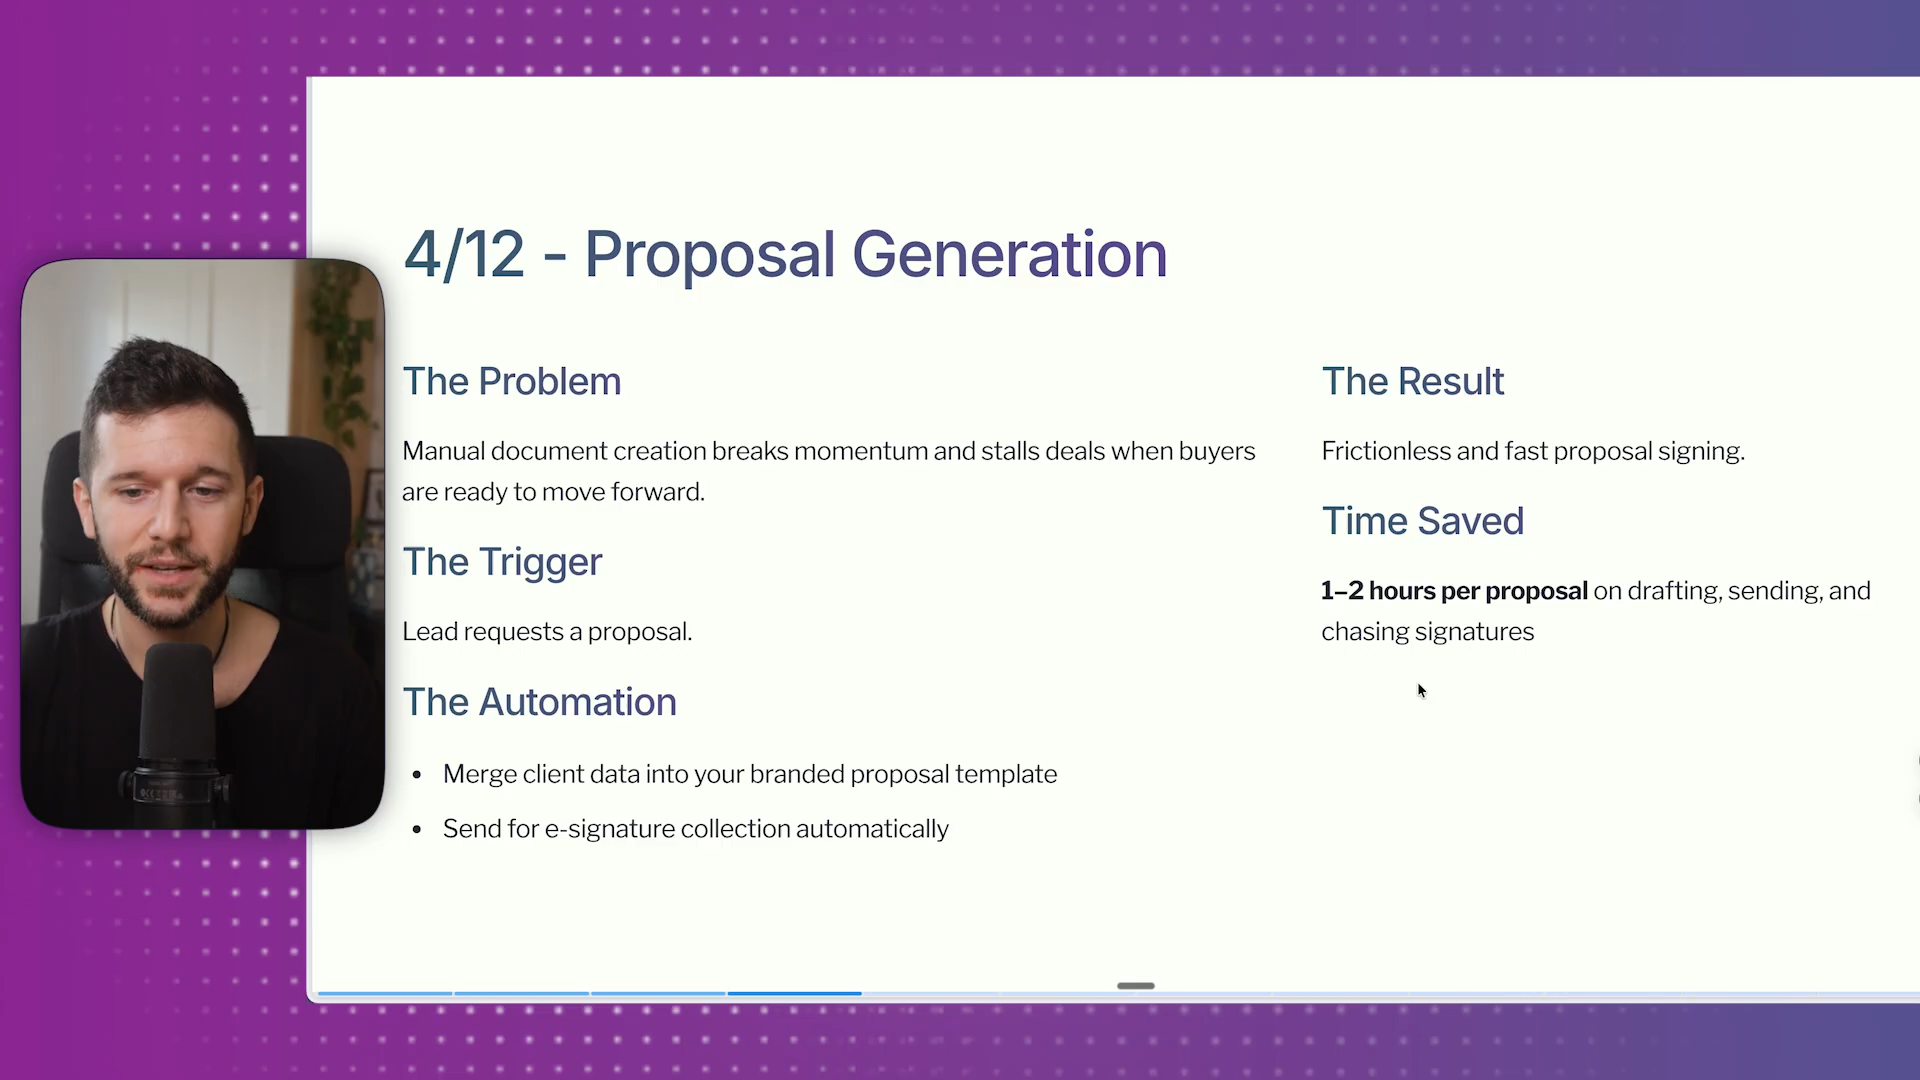 4/12 - Proposal Generation
The Problem
Manual document creation breaks momentum and stalls deals when buyers
are ready to move forward.
The Trigger
Lead requests a proposal.
The Automation
• Merge client data into your branded proposal template
• Send for e-signature collection automatically
The Result
Frictionless and fast proposal signing.
Time Saved
1–2 hours per proposal on drafting, sending, and
chasing signatures